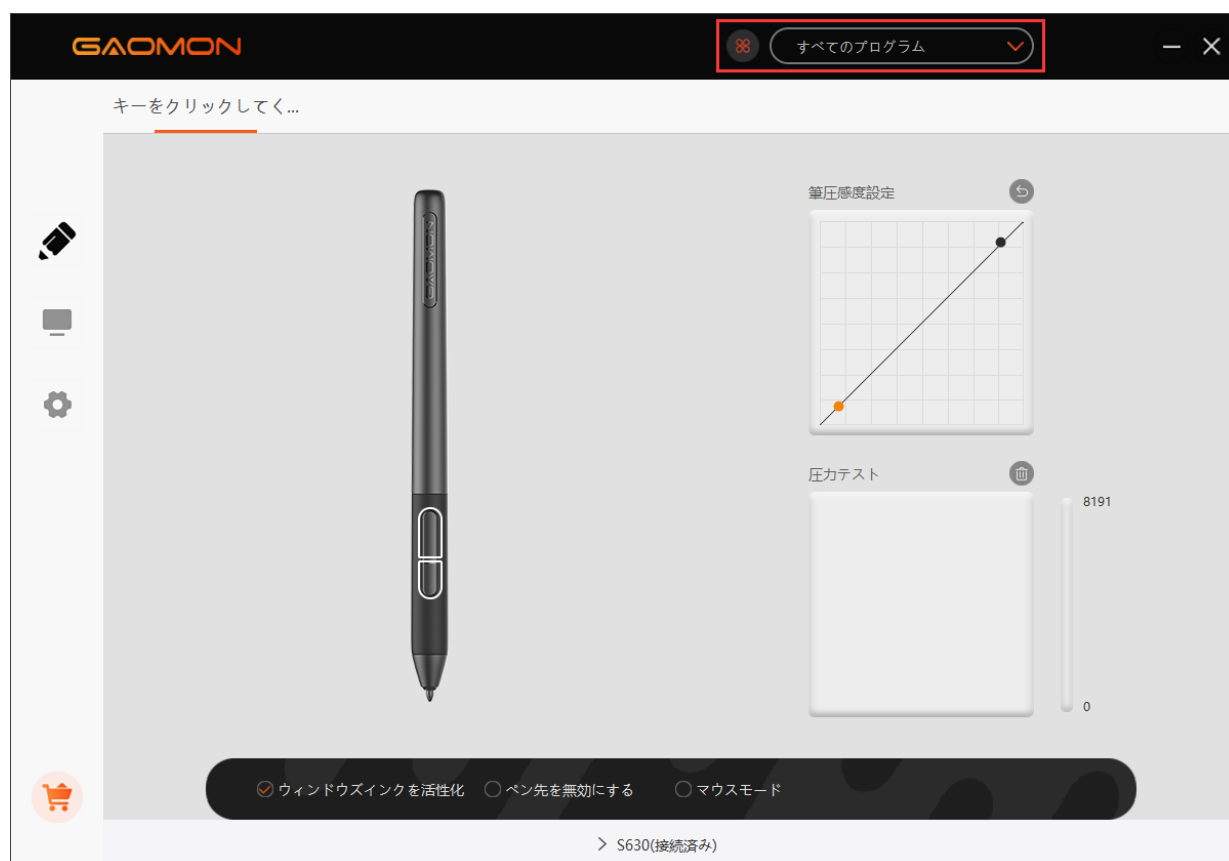 GAOMON
すべてのプログラム
キーをクリックしてく...
筆圧感度設定
GAOMON
圧力テスト
8191
0
ウィンドウズインクを活性化
ペン先を無効にする
マウスモード
S630(接続済み)